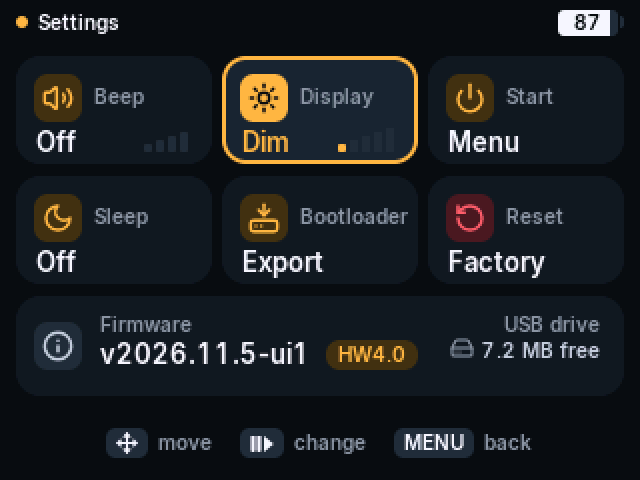 Settings
87
Beep
Off
Display
Dim
Start
Menu
Sleep
Off
Bootloader
Export
Reset
Factory
Firmware
v2026.11.5-ui1 HW4.0
USB drive
7.2 MB free
move change MENU back